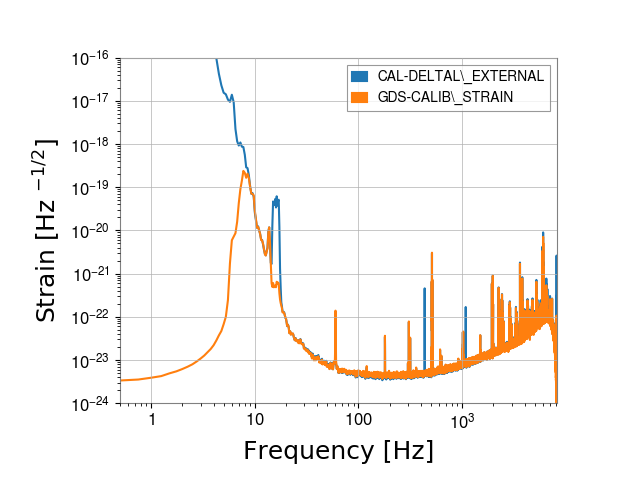 CAL-DELTAL\_EXTERNAL
GDS-CALIB\_STRAIN
Strain [Hz⁻¹/²]
10⁻¹⁶
10⁻¹⁷
10⁻¹⁸
10⁻¹⁹
10⁻²⁰
10⁻²¹
10⁻²²
10⁻²³
10⁻²⁴
1 10 100 10³
Frequency [Hz]